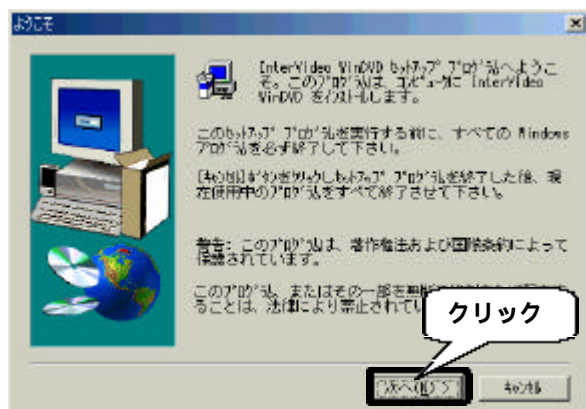 ようこそ
InterVideo WinDVD ｾｯﾄｱｯﾌﾟ ﾌﾟﾛｸﾞﾗﾑへようこ
そ。このﾌﾟﾛｸﾞﾗﾑは、ｺﾝﾋﾟｭｰﾀに InterVideo
WinDVD をｲﾝｽﾄｰﾙします。
このｾｯﾄｱｯﾌﾟ ﾌﾟﾛｸﾞﾗﾑを実行する前に、すべての Windows
ﾌﾟﾛｸﾞﾗﾑを必ず終了して下さい。
[ｷｬﾝｾﾙ]ﾎﾞﾀﾝをｸﾘｯｸしｾｯﾄｱｯﾌﾟ ﾌﾟﾛｸﾞﾗﾑを終了した後、現
在使用中のﾌﾟﾛｸﾞﾗﾑをすべて終了させて下さい。
警告: このﾌﾟﾛｸﾞﾗﾑは、著作権法および国際条約によって
保護されています。
このﾌﾟﾛｸﾞﾗﾑ、またはその一部を無断
ることは、法律により禁止されてい
クリック
次へ(N) >
ｷｬﾝｾﾙ